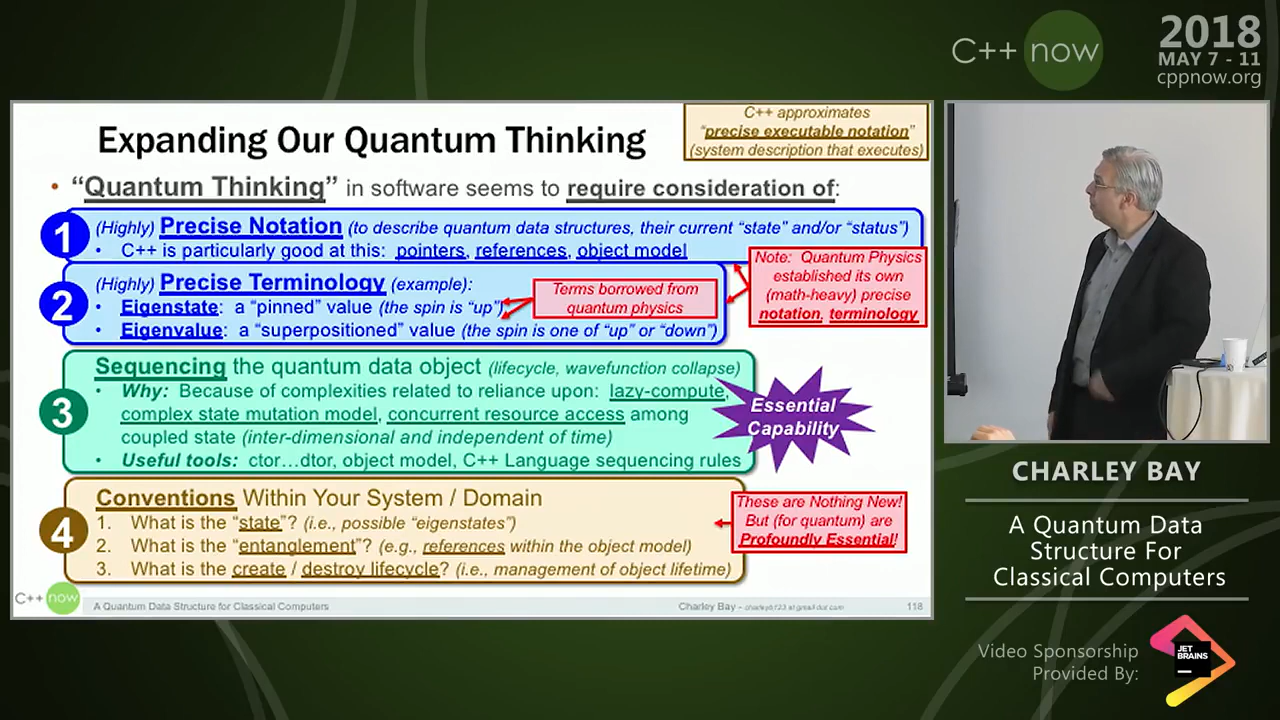 C++ now
2018
MAY 7 - 11
cppnow.org
Expanding Our Quantum Thinking
C++ approximates
"precise executable notation"
(system description that executes)
• "Quantum Thinking" in software seems to require consideration of:
1
(Highly) Precise Notation (to describe quantum data structures, their current "state" and/or "status")
• C++ is particularly good at this: pointers, references, object model
Note: Quantum Physics
established its own
(math-heavy) precise
notation, terminology
2
(Highly) Precise Terminology (example):
• Eigenstate: a "pinned" value (the spin is "up")
• Eigenvalue: a "superpositioned" value (the spin is one of "up" or "down")
Terms borrowed from
quantum physics
3
Sequencing the quantum data object (lifecycle, wavefunction collapse)
• Why: Because of complexities related to reliance upon: lazy-compute,
complex state mutation model, concurrent resource access among
coupled state (inter-dimensional and independent of time)
• Useful tools: ctor…dtor, object model, C++ Language sequencing rules
Essential
Capability
4
Conventions Within Your System / Domain
1. What is the "state"? (i.e., possible "eigenstates")
2. What is the "entanglement"? (e.g., references within the object model)
3. What is the create / destroy lifecycle? (i.e., management of object lifetime)
These are Nothing New!
But (for quantum) are
Profoundly Essential!
C++ now
A Quantum Data Structure for Classical Computers
Charley Bay - charleyb123 at gmail dot com
118
CHARLEY BAY
A Quantum Data
Structure For
Classical Computers
Video Sponsorship
Provided By:
JET
BRAINS